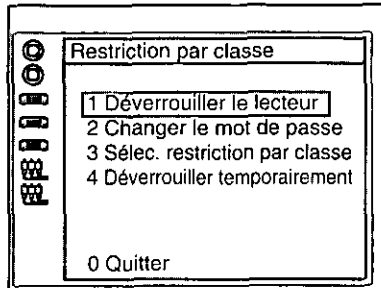 Restriction par classe
1 Déverrouiller le lecteur
2 Changer le mot de passe
3 Sélec. restriction par classe
4 Déverrouiller temporairement
0 Quitter